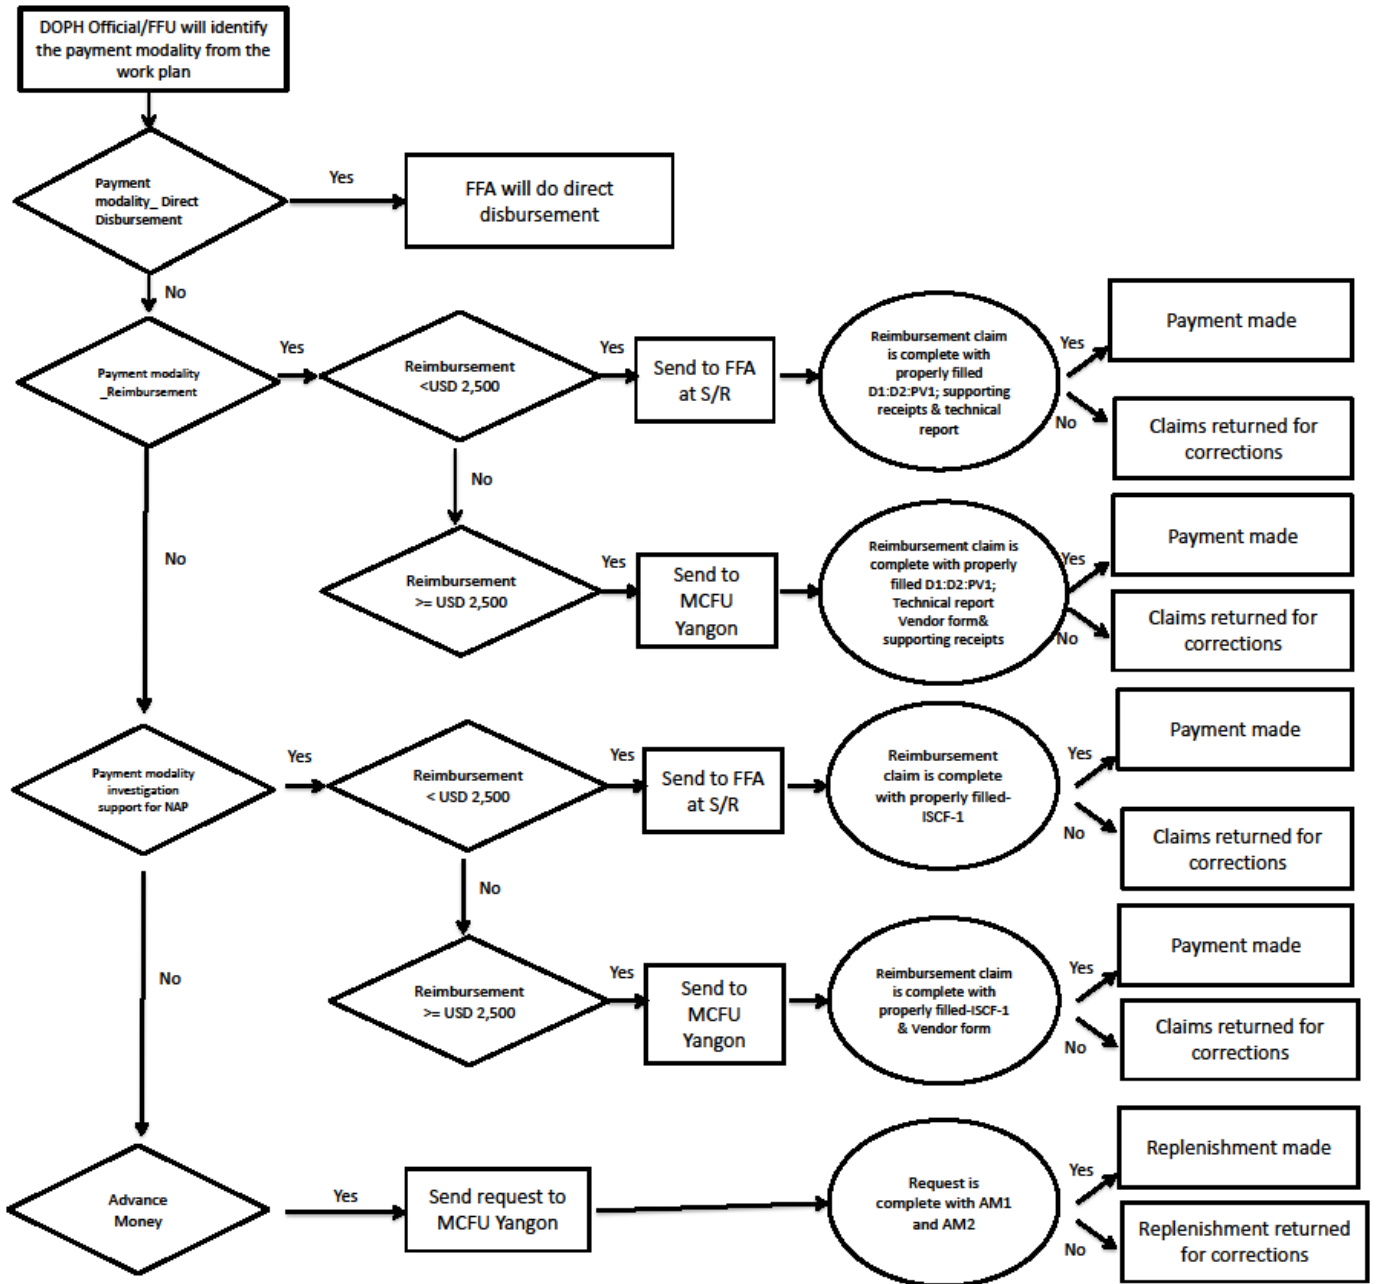 DOPH Official/FFU will identify
the payment modality from the
work plan
Payment
modality_ Direct
Disbursement
Yes
FFA will do direct
disbursement
No
Payment modality
_Reimbursement
Yes
Reimbursement
<USD 2,500
Yes
Send to FFA
at S/R
Reimbursement claim
is complete with
properly filled
D1:D2:PV1; supporting
receipts & technical
report
Yes
Payment made
No
Claims returned for
corrections
No
No
Reimbursement
>= USD 2,500
Yes
Send to
MCFU
Yangon
Reimbursement claim is
complete with properly
filled D1:D2:PV1;
Technical report
Vendor form&
supporting receipts
Yes
Payment made
No
Claims returned for
corrections
Payment modality
investigation
support for NAP
Yes
Reimbursement
< USD 2,500
Yes
Send to FFA
at S/R
Reimbursement
claim is complete
with properly filled-
ISCF-1
Yes
Payment made
No
Claims returned for
corrections
No
No
Reimbursement
>= USD 2,500
Yes
Send to
MCFU
Yangon
Reimbursement claim
is complete with
properly filled-ISCF-1
& Vendor form
Yes
Payment made
No
Claims returned for
corrections
Advance
Money
Yes
Send request to
MCFU Yangon
Request is
complete with AM1
and AM2
Yes
Replenishment made
No
Replenishment returned
for corrections